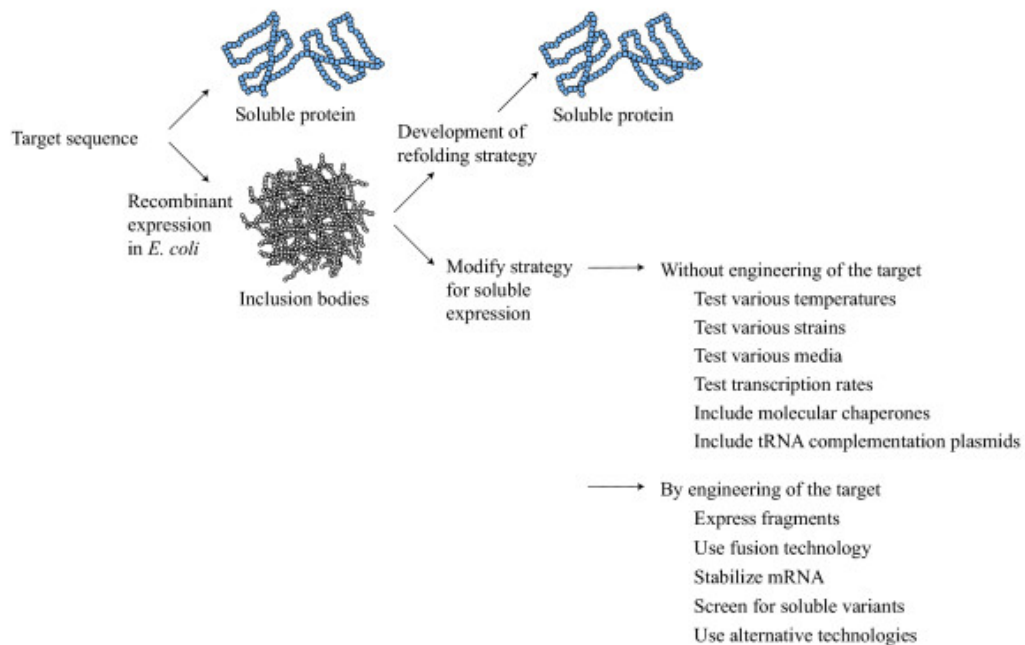 Soluble protein
Soluble protein
Target sequence
Development of
refolding strategy
Recombinant
expression
in E. coli
Inclusion bodies
Modify strategy
for soluble
expression
Without engineering of the target
Test various temperatures
Test various strains
Test various media
Test transcription rates
Include molecular chaperones
Include tRNA complementation plasmids
By engineering of the target
Express fragments
Use fusion technology
Stabilize mRNA
Screen for soluble variants
Use alternative technologies